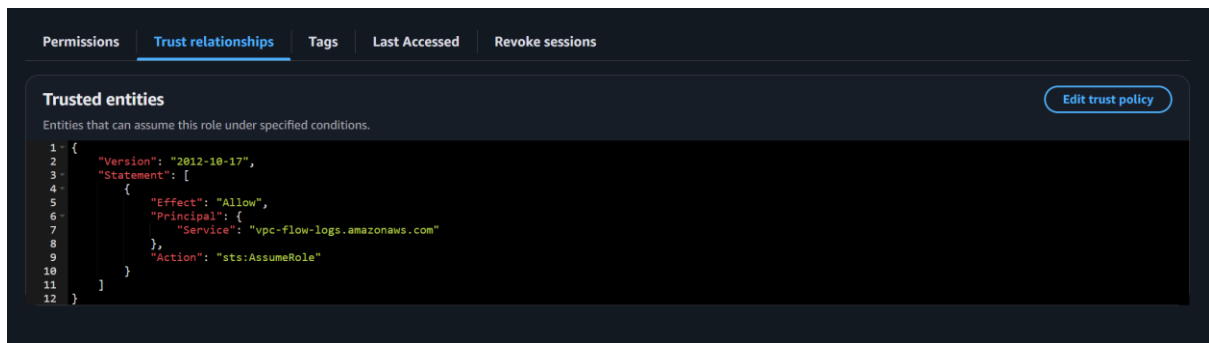 Permissions Trust relationships Tags Last Accessed Revoke sessions
Trusted entities
Edit trust policy
Entities that can assume this role under specified conditions.
1 {
2 "Version": "2012-10-17",
3 "Statement": [
4 {
5 "Effect": "Allow",
6 "Principal": {
7 "Service": "vpc-flow-logs.amazonaws.com"
8 },
9 "Action": "sts:AssumeRole"
10 }
11 ]
12 }